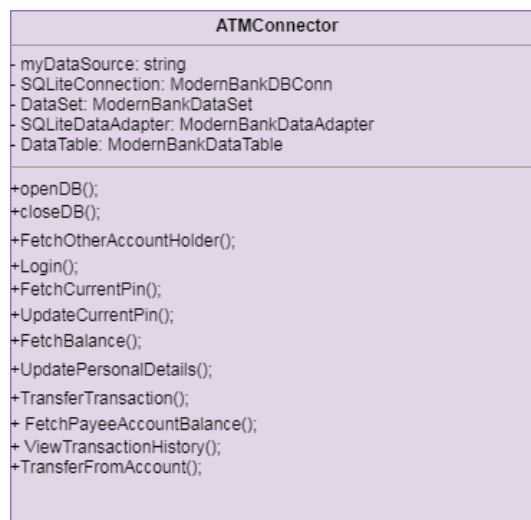 ATMConnector
- myDataSource: string
- SQLiteConnection: ModernBankDBConn
- DataSet: ModernBankDataSet
- SQLiteDataAdapter: ModernBankDataAdapter
- DataTable: ModernBankDataTable
+openDB();
+closeDB();
+FetchOtherAccountHolder();
+Login();
+FetchCurrentPin();
+UpdateCurrentPin();
+FetchBalance();
+UpdatePersonalDetails();
+TransferTransaction();
+ FetchPayeeAccountBalance();
+ ViewTransactionHistory();
+TransferFromAccount();